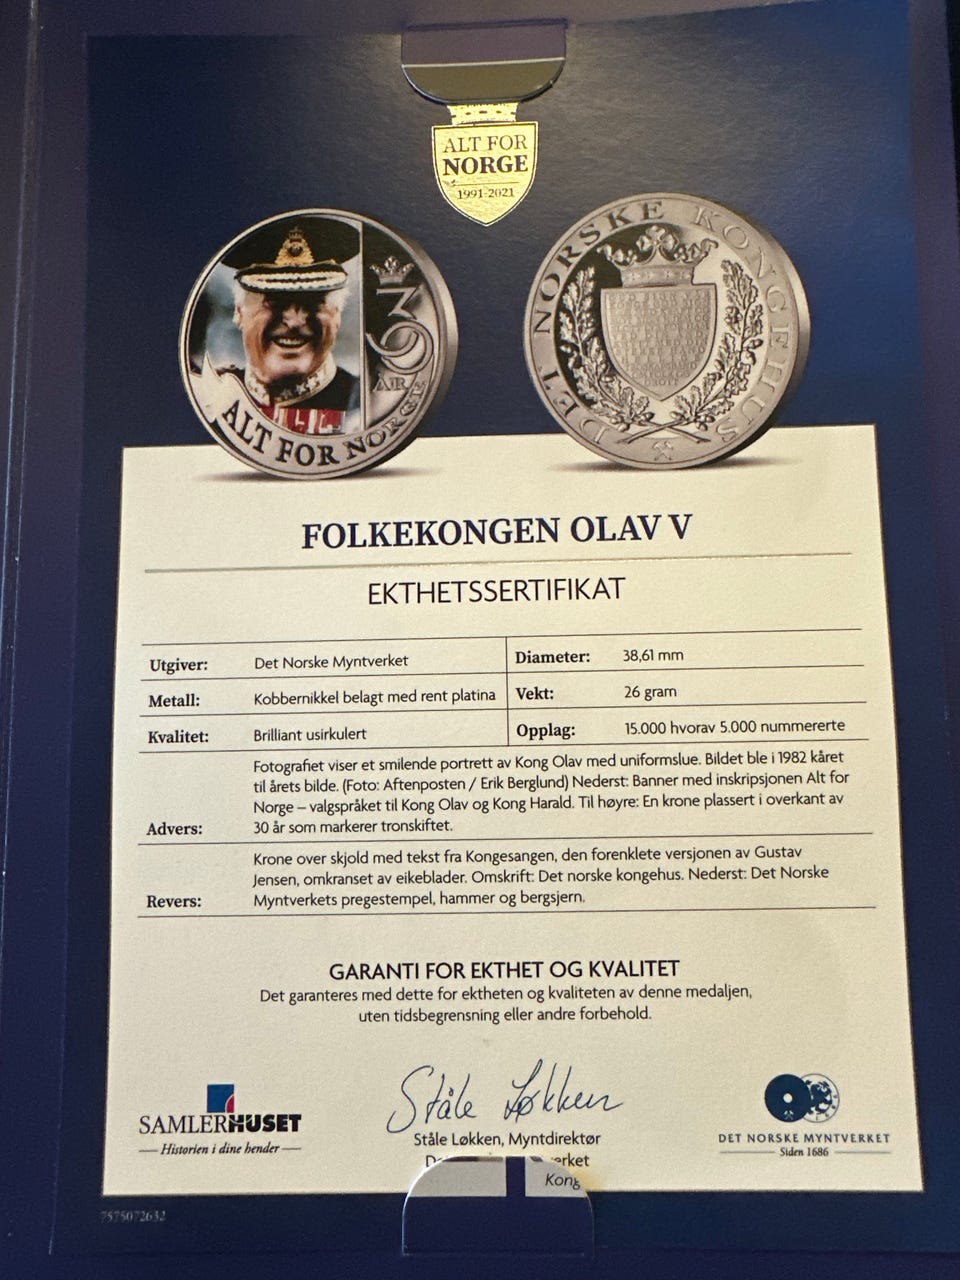 ALT FOR
NORGE
1991-2021
ALT FOR NORGE
30
ÅR
DET NORSKE KONGEHUS
FOLKEKONGEN OLAV V
EKTHETSSERTIFIKAT
Utgiver: Det Norske Myntverket Diameter: 38,61 mm
Metall: Kobbernikkel belagt med rent platina Vekt: 26 gram
Kvalitet: Brilliant usirkulert Opplag: 15.000 hvorav 5.000 nummererte
Fotografiet viser et smilende portrett av Kong Olav med uniformslue. Bildet ble i 1982 kåret
til årets bilde. (Foto: Aftenposten / Erik Berglund) Nederst: Banner med inskripsjonen Alt for
Norge – valgspråket til Kong Olav og Kong Harald. Til høyre: En krone plassert i overkant av
Advers: 30 år som markerer tronskiftet.
Krone over skjold med tekst fra Kongesangen, den forenklete versjonen av Gustav
Jensen, omkranset av eikeblader. Omskrift: Det norske kongehus. Nederst: Det Norske
Revers: Myntverkets pregestempel, hammer og bergsjern.
GARANTI FOR EKTHET OG KVALITET
Det garanteres med dette for ektheten og kvaliteten av denne medaljen,
uten tidsbegrensning eller andre forbehold.
Ståle Løkken
SAMLERHUSET
Historien i dine hender
Ståle Løkken, Myntdirektør
DET NORSKE MYNTVERKET
Siden 1686
7575072632